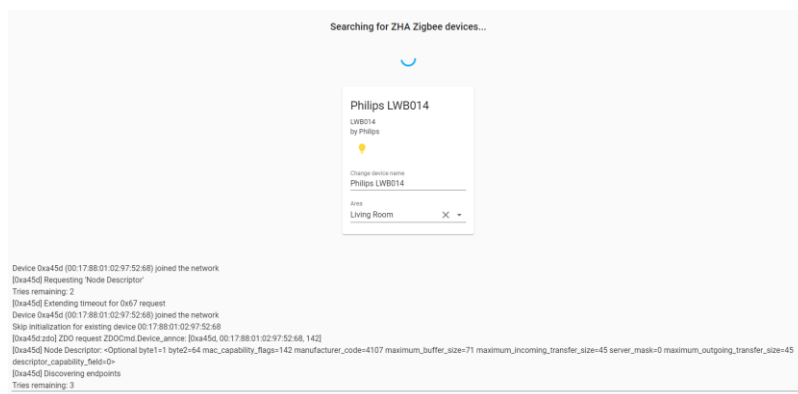 Searching for ZHA Zigbee devices...
Philips LWB014
LWB014
by Philips
Change device name
Philips LWB014
Area
Living Room
Device 0xa45d (00:17:88:01:02:97:52:68) joined the network
[0xa45d] Requesting 'Node Descriptor'
Tries remaining: 2
[0xa45d] Extending timeout for 0x67 request
Device 0xa45d (00:17:88:01:02:97:52:68) joined the network
Skip initialization for existing device 00:17:88:01:02:97:52:68
[0xa45d:zdo] ZDO request ZDOCmd.Device_annce: [0xa45d, 00:17:88:01:02:97:52:68, 142]
[0xa45d] Node Descriptor: <Optional byte1=1 byte2=64 mac_capability_flags=142 manufacturer_code=4107 maximum_buffer_size=71 maximum_incoming_transfer_size=45 server_mask=0 maximum_outgoing_transfer_size=45
descriptor_capability_field=0>
[0xa45d] Discovering endpoints
Tries remaining: 3